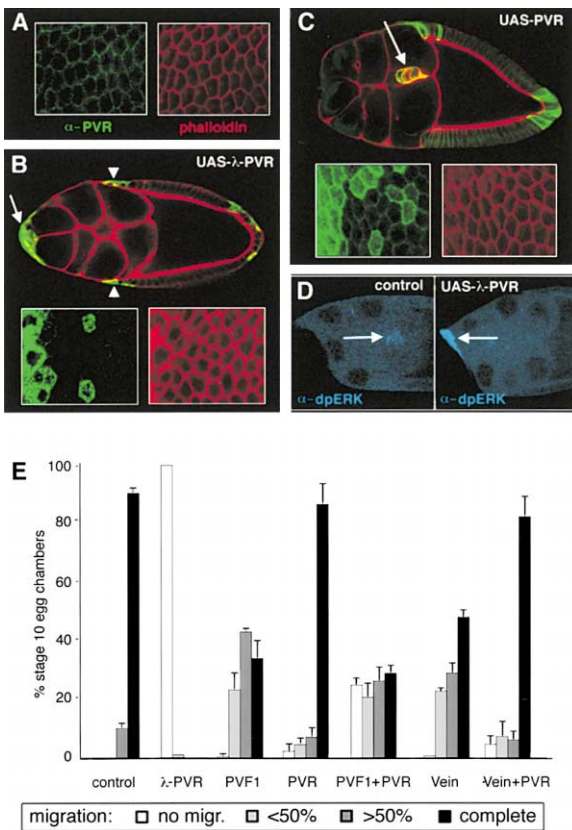 A
α-PVR
phalloidin
B
UAS-λ-PVR
C
UAS-PVR
D
control
UAS-λ-PVR
α-dpERK
α-dpERK
E
% stage 10 egg chambers
100
80
60
40
20
0
control
λ-PVR
PVF1
PVR
PVF1+PVR
Vein
Vein+PVR
migration:
no migr.
<50%
>50%
complete